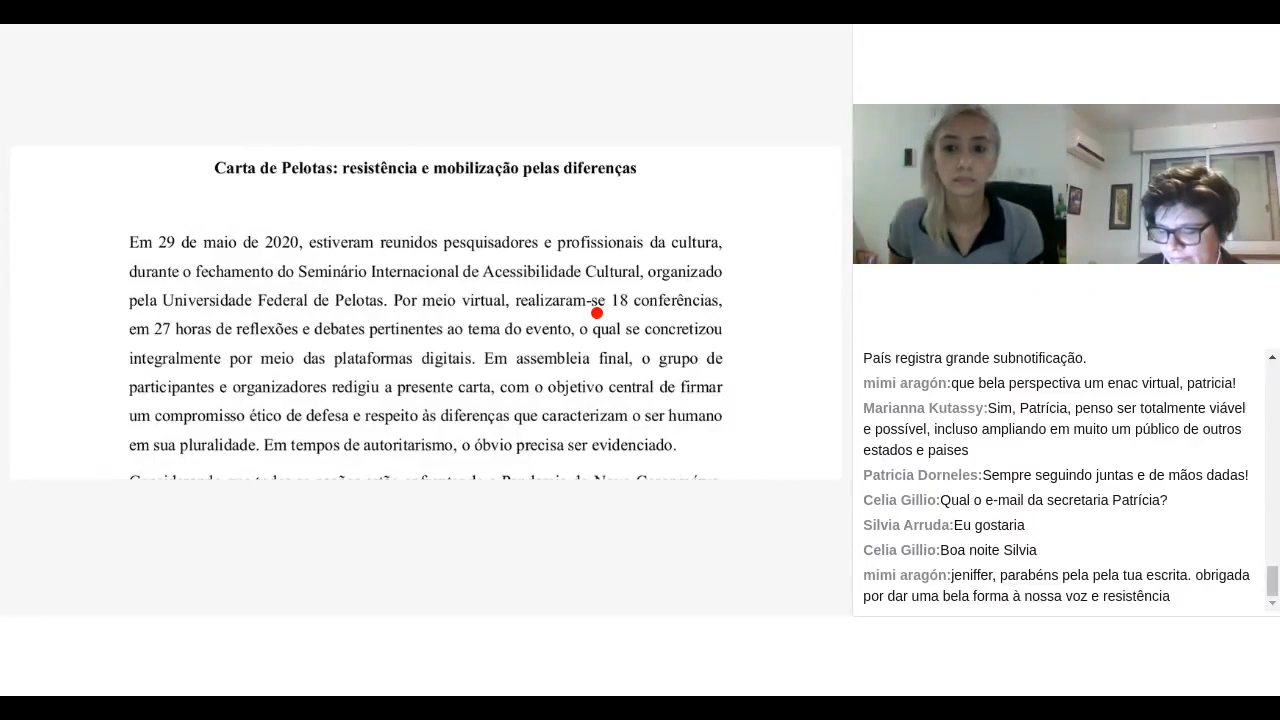 Carta de Pelotas: resistência e mobilização pelas diferenças
Em 29 de maio de 2020, estiveram reunidos pesquisadores e profissionais da cultura,
durante o fechamento do Seminário Internacional de Acessibilidade Cultural, organizado
pela Universidade Federal de Pelotas. Por meio virtual, realizaram-se 18 conferências,
em 27 horas de reflexões e debates pertinentes ao tema do evento, o qual se concretizou
integralmente por meio das plataformas digitais. Em assembleia final, o grupo de
participantes e organizadores redigiu a presente carta, com o objetivo central de firmar
um compromisso ético de defesa e respeito às diferenças que caracterizam o ser humano
em sua pluralidade. Em tempos de autoritarismo, o óbvio precisa ser evidenciado.
País registra grande subnotificação.
mimi aragón:que bela perspectiva um enac virtual, patricia!
Marianna Kutassy:Sim, Patrícia, penso ser totalmente viável
e possível, incluso ampliando em muito um público de outros
estados e paises
Patricia Dorneles:Sempre seguindo juntas e de mãos dadas!
Celia Gillio:Qual o e-mail da secretaria Patrícia?
Silvia Arruda:Eu gostaria
Celia Gillio:Boa noite Silvia
mimi aragón:jeniffer, parabéns pela pela tua escrita. obrigada
por dar uma bela forma à nossa voz e resistência